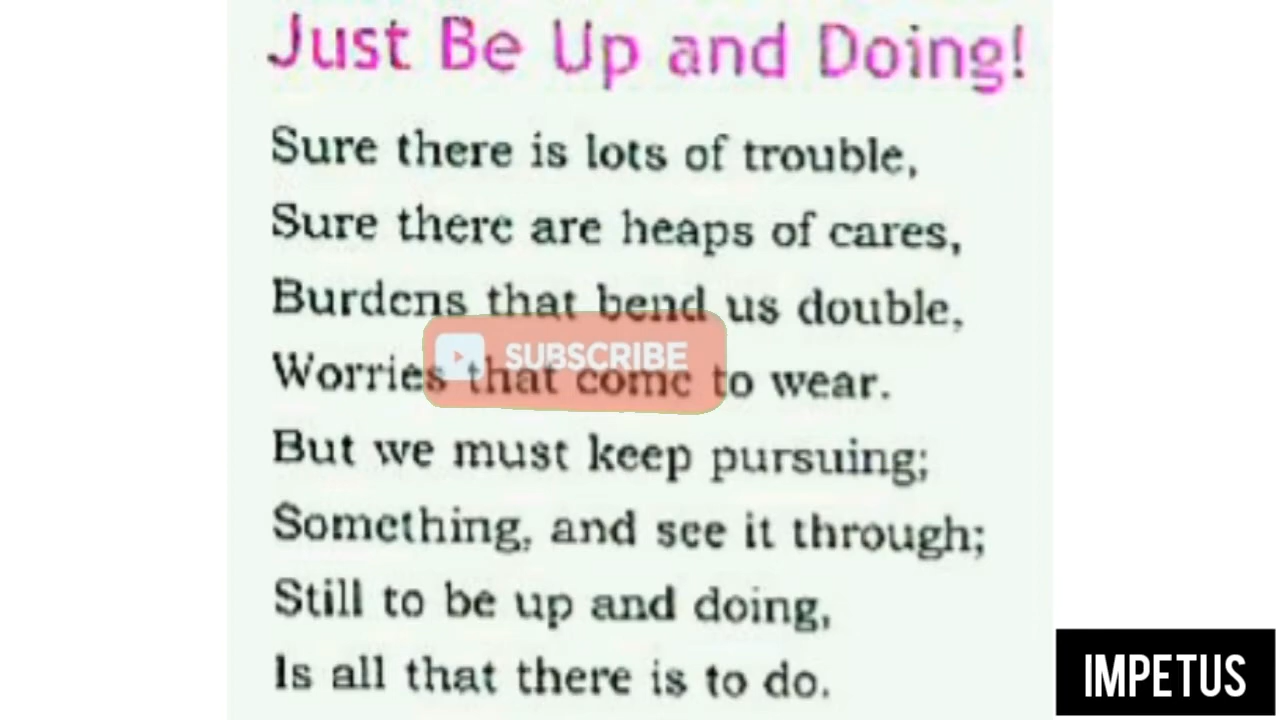 Just Be Up and Doing!
Sure there is lots of trouble,
Sure there are heaps of cares,
Burdens that bend us double,
SUBSCRIBE
Worries that come to wear.
But we must keep pursuing;
Something, and see it through;
Still to be up and doing,
Is all that there is to do.
IMPETUS